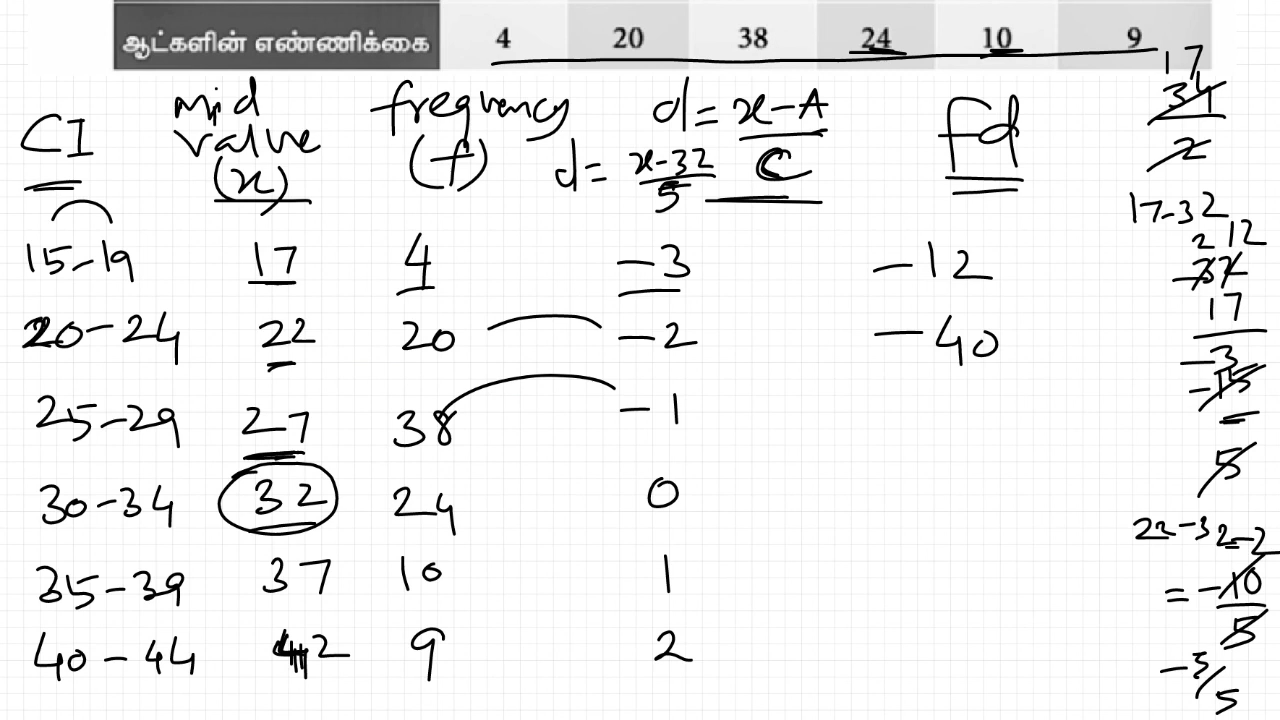 ஆட்களின் எண்ணிக்கை 4 20 38 24 10 9
CI mid value (x) frequency (f) d = x-A / C fd
d = x-32 / 5
15-19 17 4 -3 -12
20-24 22 20 -2 -40
25-29 27 38 -1
30-34 32 24 0
35-39 37 10 1
40-44 42 9 2
17
34
2
17-32
2 12
-32
17
-3
-15
5
22-32
-2
= -10
5
5